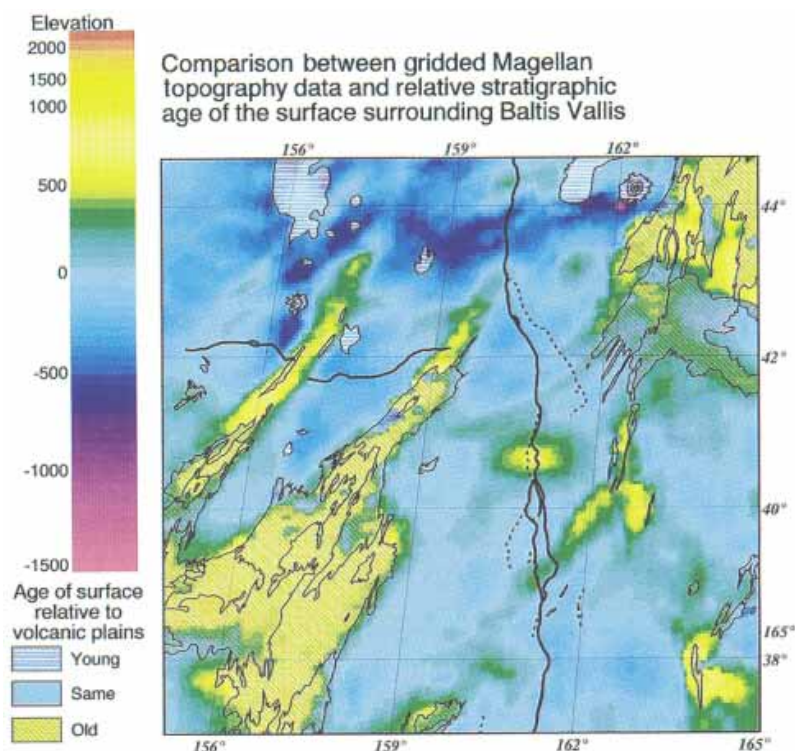 Elevation
2000
1500
1000
500
0
-500
-1000
-1500
Age of surface
relative to
volcanic plains
Young
Same
Old
Comparison between gridded Magellan
topography data and relative stratigraphic
age of the surface surrounding Baltis Vallis
156° 159° 162°
44°
42°
40°
165°
38°
156° 159° 162° 165°